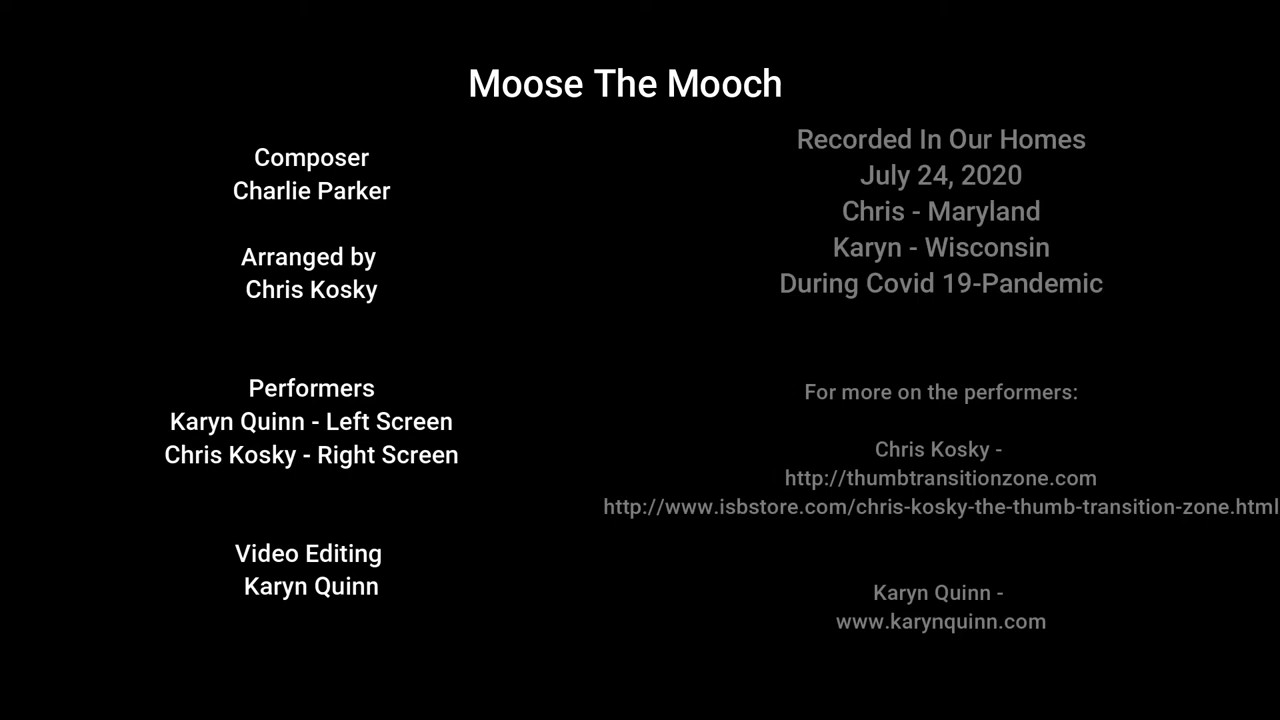 Moose The Mooch
Composer
Charlie Parker
Arranged by
Chris Kosky
Performers
Karyn Quinn - Left Screen
Chris Kosky - Right Screen
Video Editing
Karyn Quinn
Recorded In Our Homes
July 24, 2020
Chris - Maryland
Karyn - Wisconsin
During Covid 19-Pandemic
For more on the performers:
Chris Kosky -
http://thumbtransitionzone.com
http://www.isbstore.com/chris-kosky-the-thumb-transition-zone.html
Karyn Quinn -
www.karynquinn.com